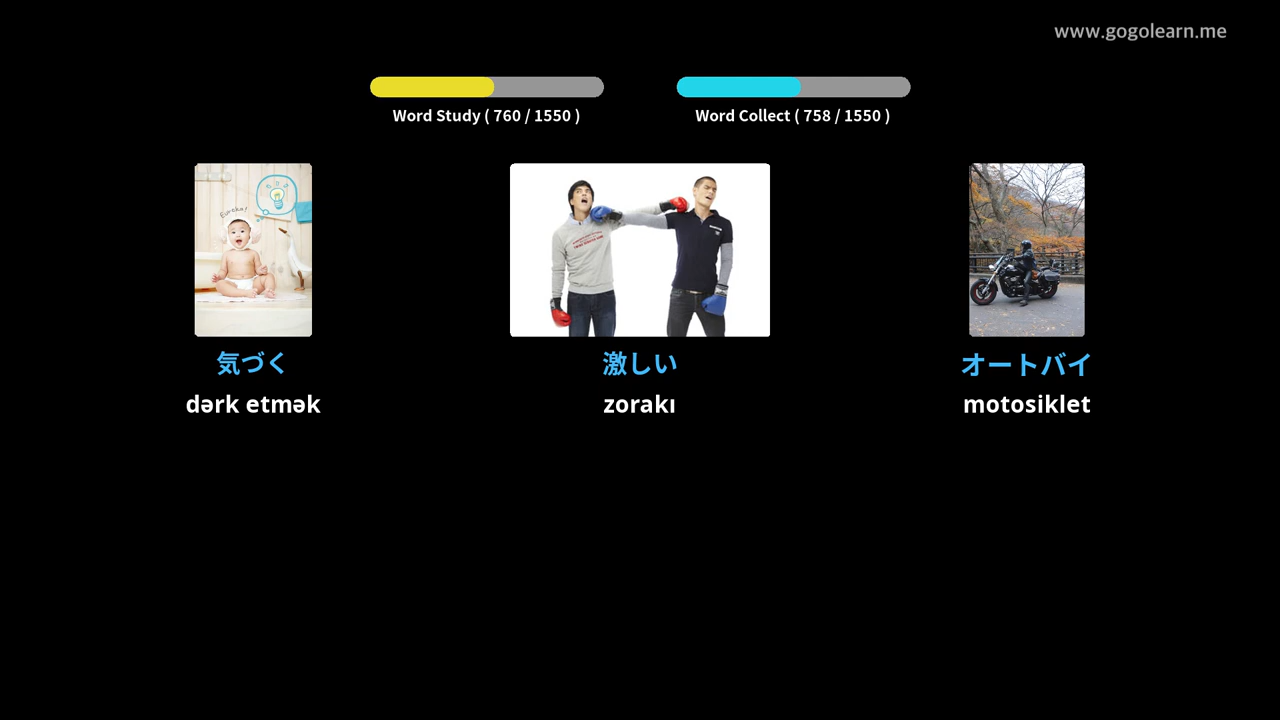 www.gogolearn.me
Word Study ( 760 / 1550 )
Word Collect ( 758 / 1550 )
Eureka!
気づく
激しい
オートバイ
dərk etmək
zorakı
motosiklet